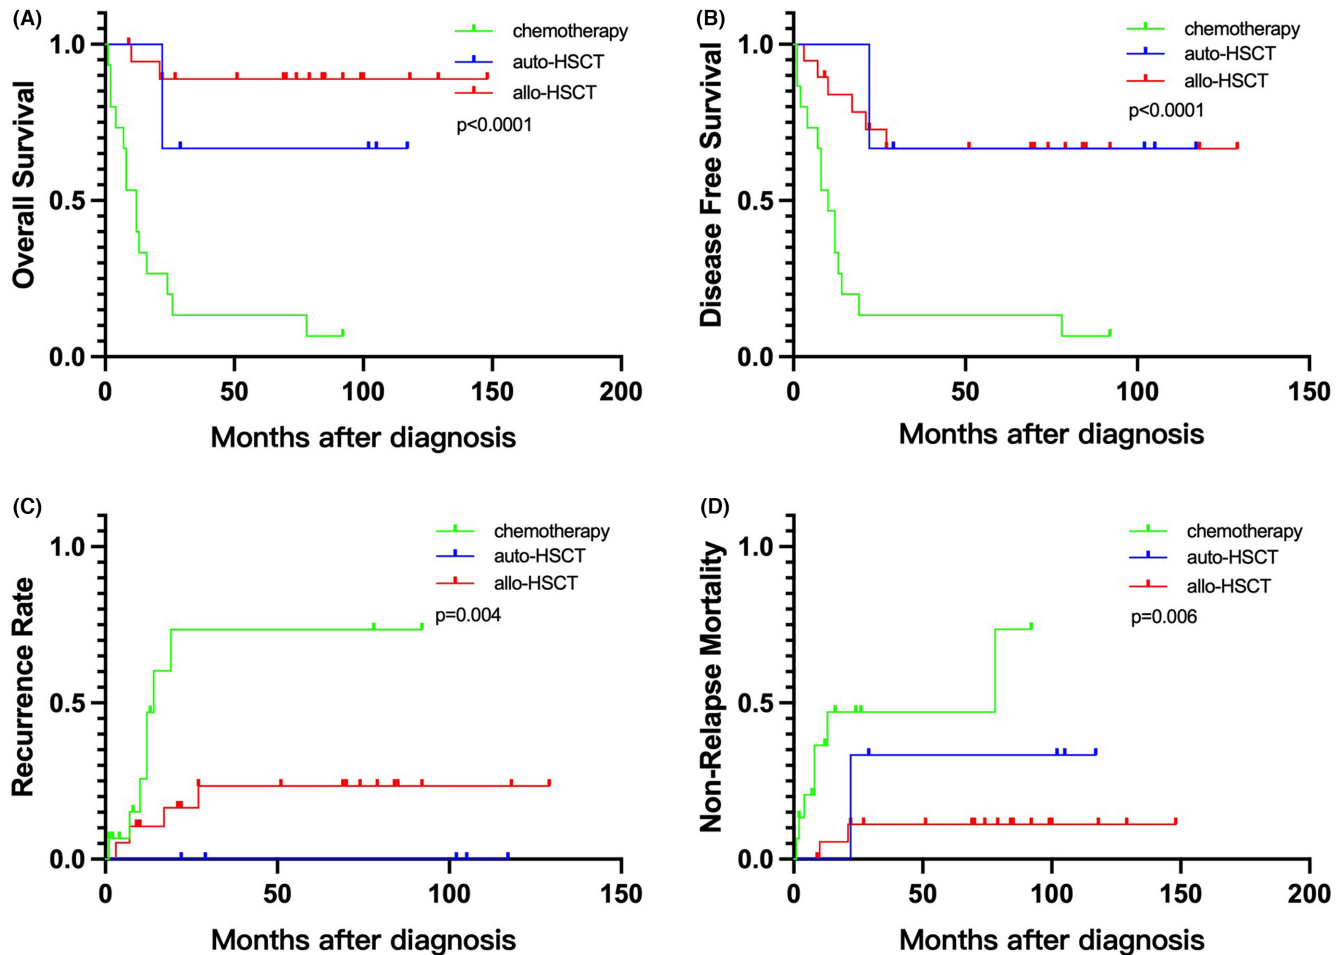 (A)
Overall Survival
1.0
0.5
0.0
0 50 100 150 200
Months after diagnosis
chemotherapy
auto-HSCT
allo-HSCT
p<0.0001
(B)
Disease Free Survival
1.0
0.5
0.0
0 50 100 150
Months after diagnosis
chemotherapy
auto-HSCT
allo-HSCT
p<0.0001
(C)
Recurrence Rate
1.0
0.5
0.0
0 50 100 150
Months after diagnosis
chemotherapy
auto-HSCT
allo-HSCT
p=0.004
(D)
Non-Relapse Mortality
1.0
0.5
0.0
0 50 100 150 200
Months after diagnosis
chemotherapy
auto-HSCT
allo-HSCT
p=0.006